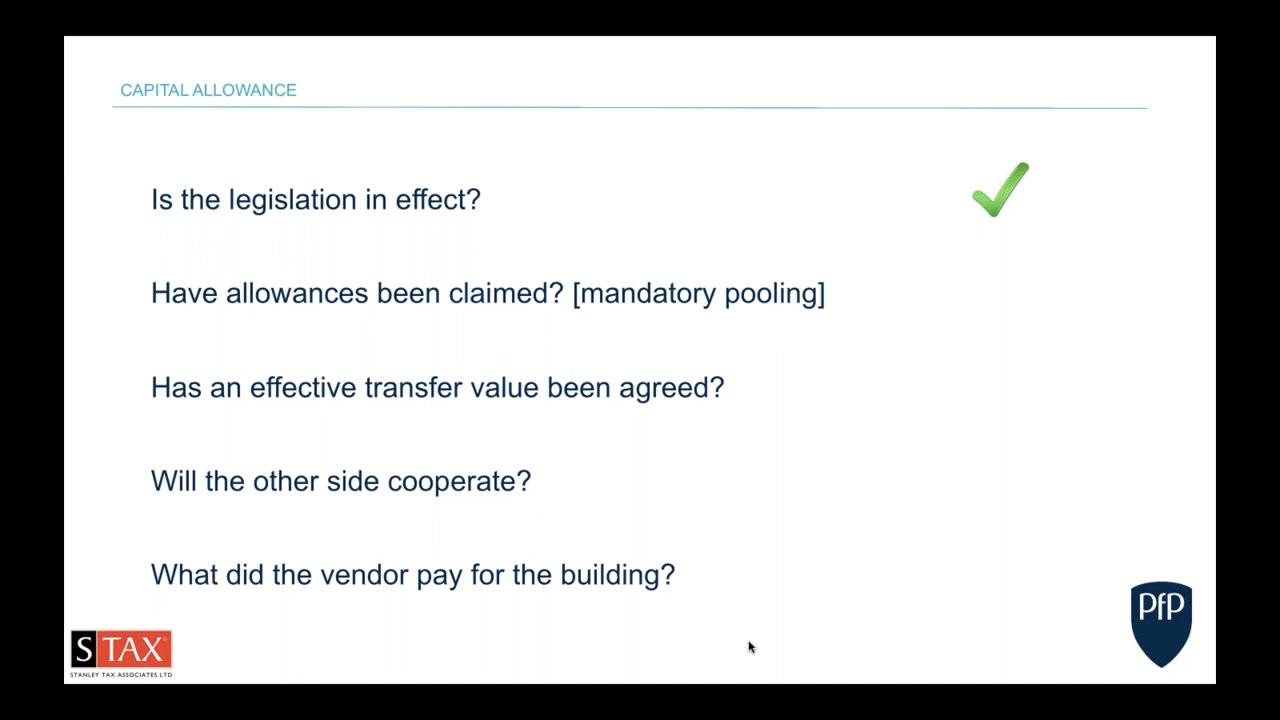 CAPITAL ALLOWANCE
Is the legislation in effect?
Have allowances been claimed? [mandatory pooling]
Has an effective transfer value been agreed?
Will the other side cooperate?
What did the vendor pay for the building?
PfP
S TAX
STANLEY TAX ASSOCIATES LTD